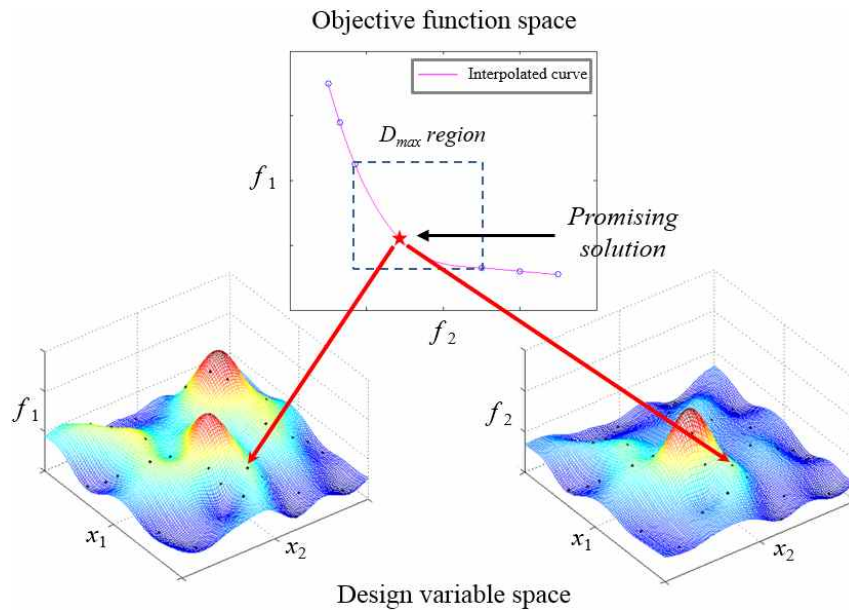 Objective function space
Interpolated curve
D_max region
f_1
Promising
solution
f_2
f_1
x_1
x_2
f_2
x_1
x_2
Design variable space